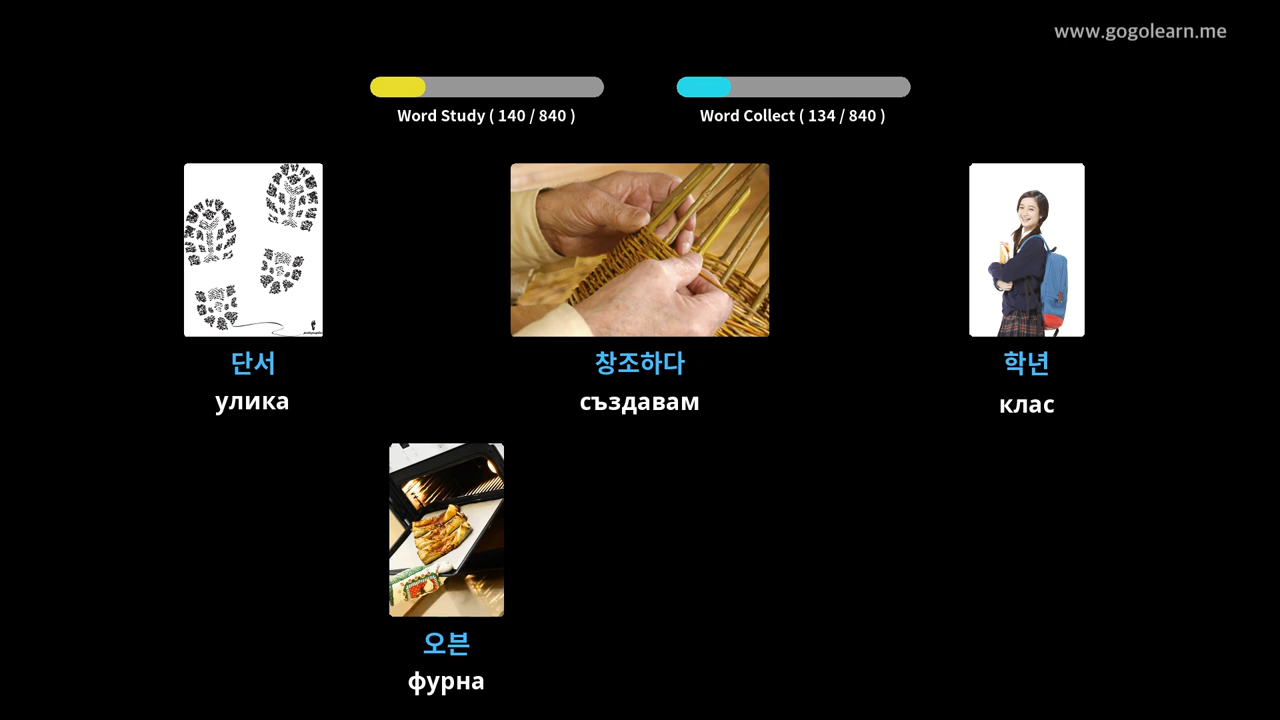 www.gogolearn.me
Word Study ( 140 / 840 )
Word Collect ( 134 / 840 )
단서
улика
창조하다
създавам
학년
клас
오븐
фурна